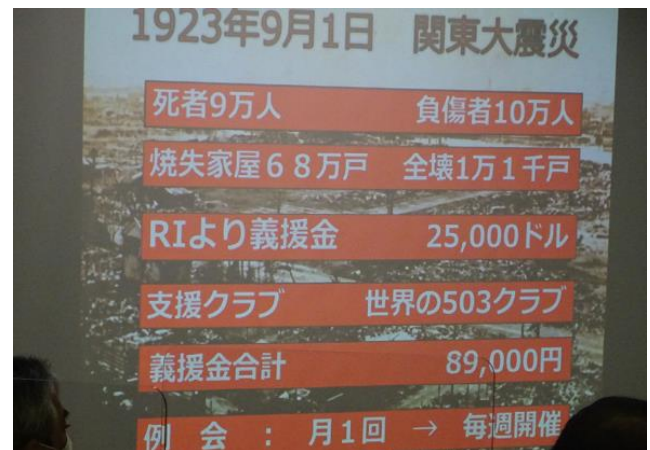 1923年9月1日　関東大震災
死者9万人　負傷者10万人
焼失家屋６８万戸　全壊1万１千戸
RIより義援金　25,000ドル
支援クラブ　世界の503クラブ
義援金合計　89,000円
例　会　：　月1回　→　毎週開催